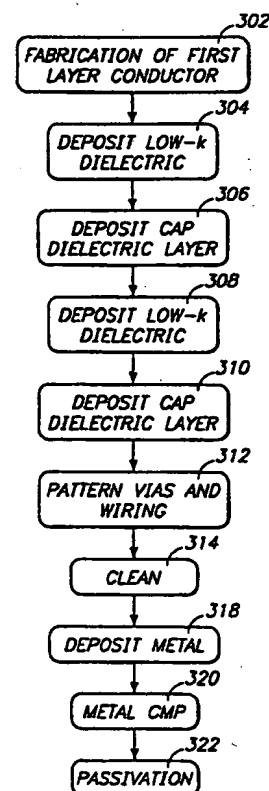 302
FABRICATION OF FIRST
LAYER CONDUCTOR
304
DEPOSIT LOW-k
DIELECTRIC
306
DEPOSIT CAP
DIELECTRIC LAYER
308
DEPOSIT LOW-k
DIELECTRIC
310
DEPOSIT CAP
DIELECTRIC LAYER
312
PATTERN VIAS AND
WIRING
314
CLEAN
318
DEPOSIT METAL
320
METAL CMP
322
PASSIVATION